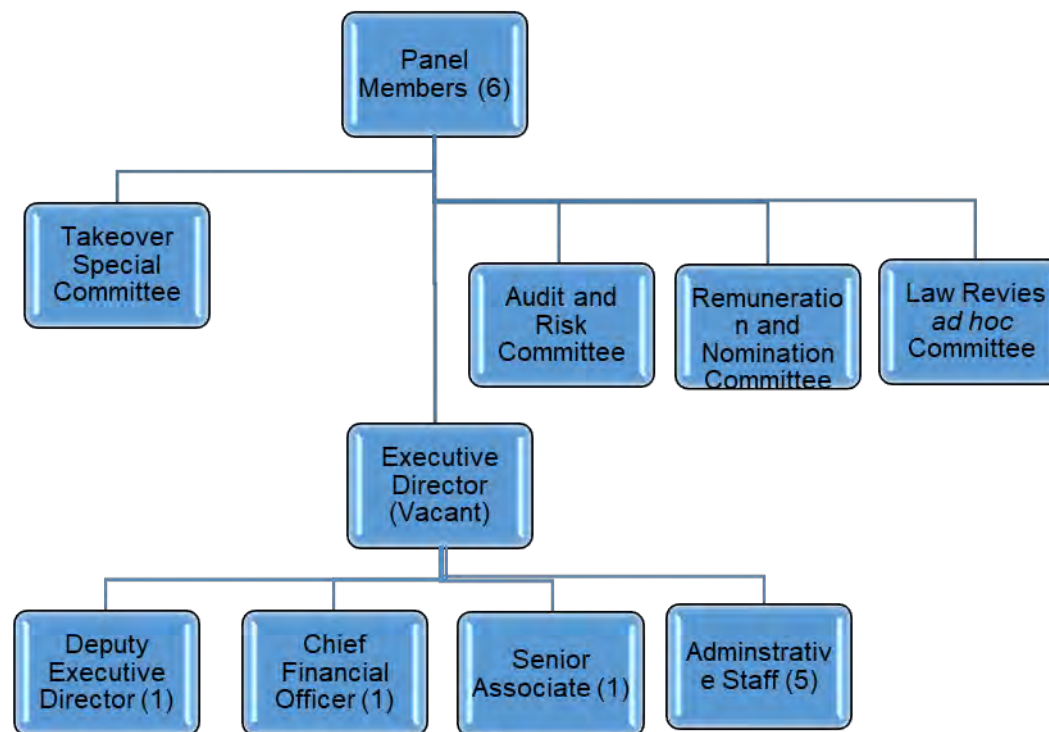 Panel
Members (6)
Takeover
Special
Committee
Audit and
Risk
Committee
Remuneratio
n and
Nomination
Committee
Law Revies
ad hoc
Committee
Executive
Director
(Vacant)
Deputy
Executive
Director (1)
Chief
Financial
Officer (1)
Senior
Associate (1)
Adminstrativ
e Staff (5)